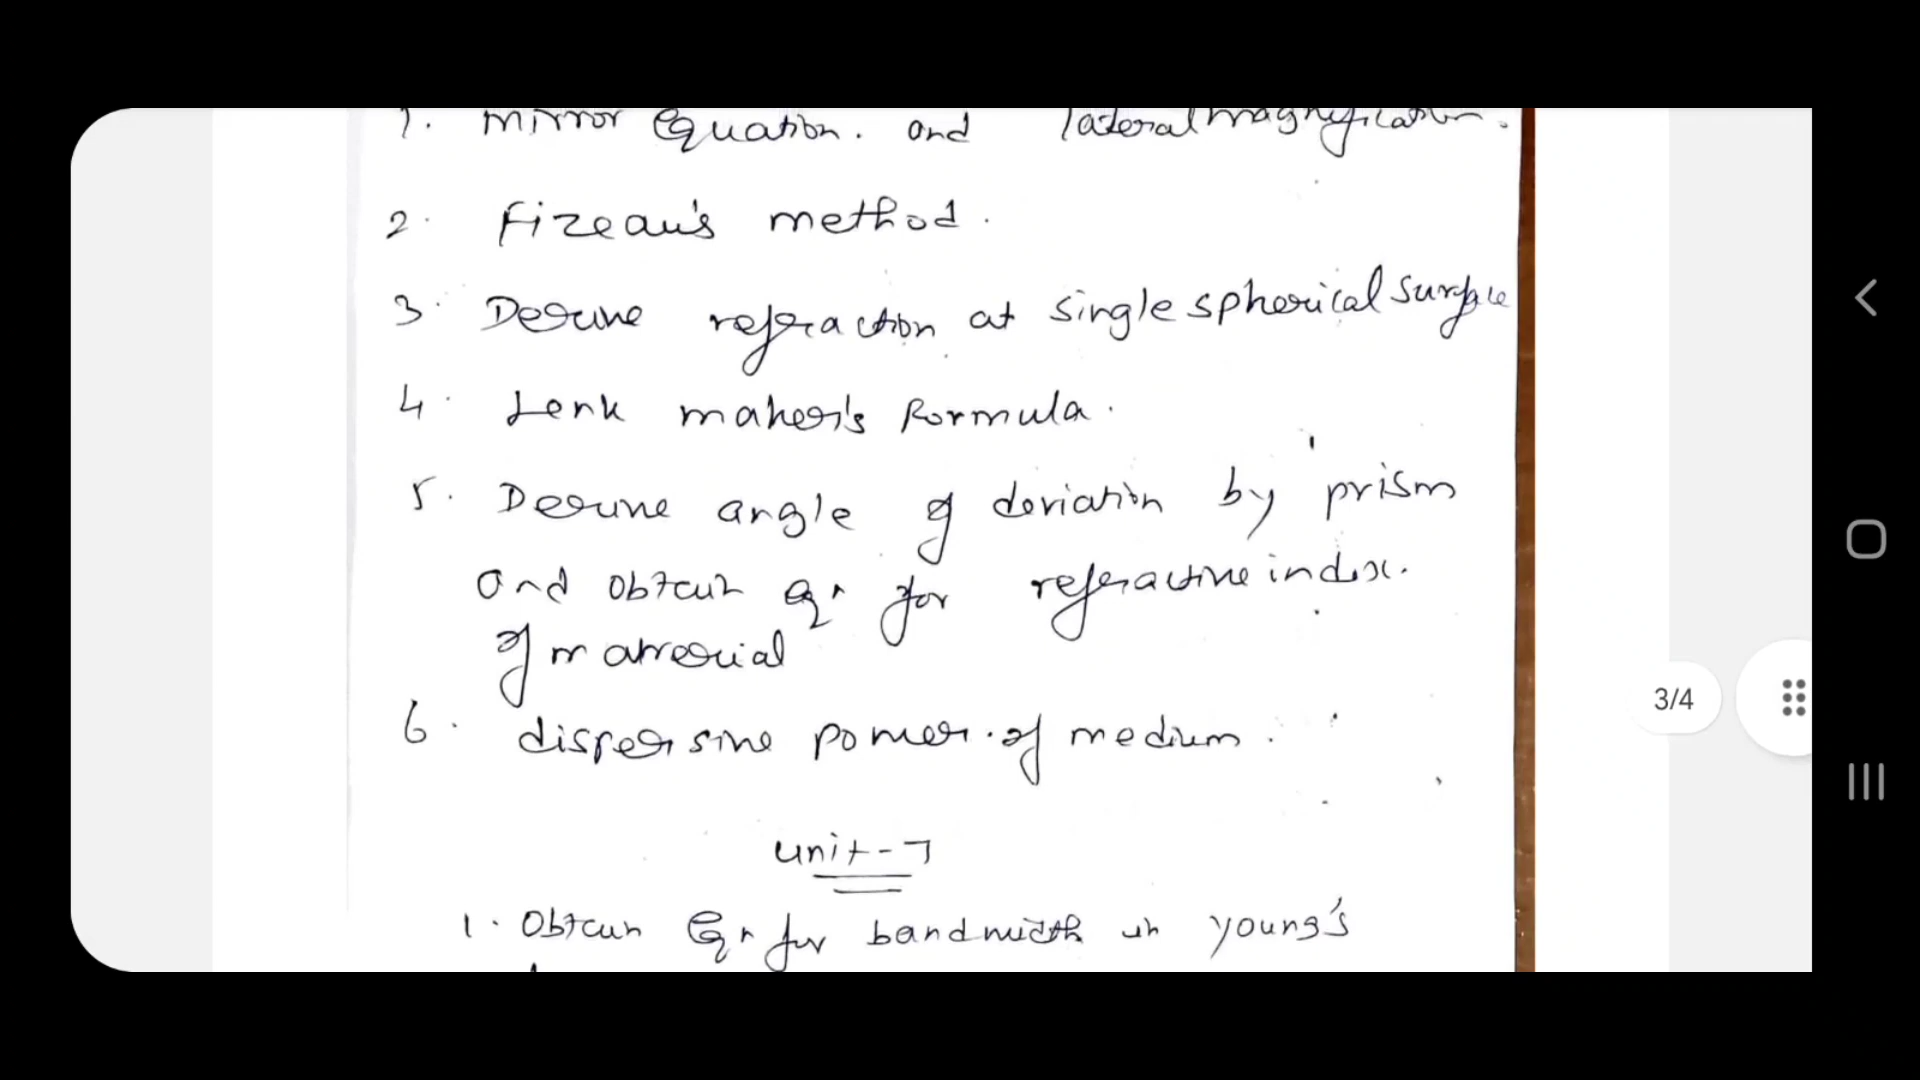 1. mirror Equation. and lateral magnification.
2. Fizeau's method.
3. Derive refraction at single spherical surface
4. Lens maker's Formula.
5. Derive angle of deviation by prism
and obtain Eqn for refractive index.
of material
6. dispersive power of medium.
3/4
unit-7
1. Obtain Eqn for bandwidth in young's